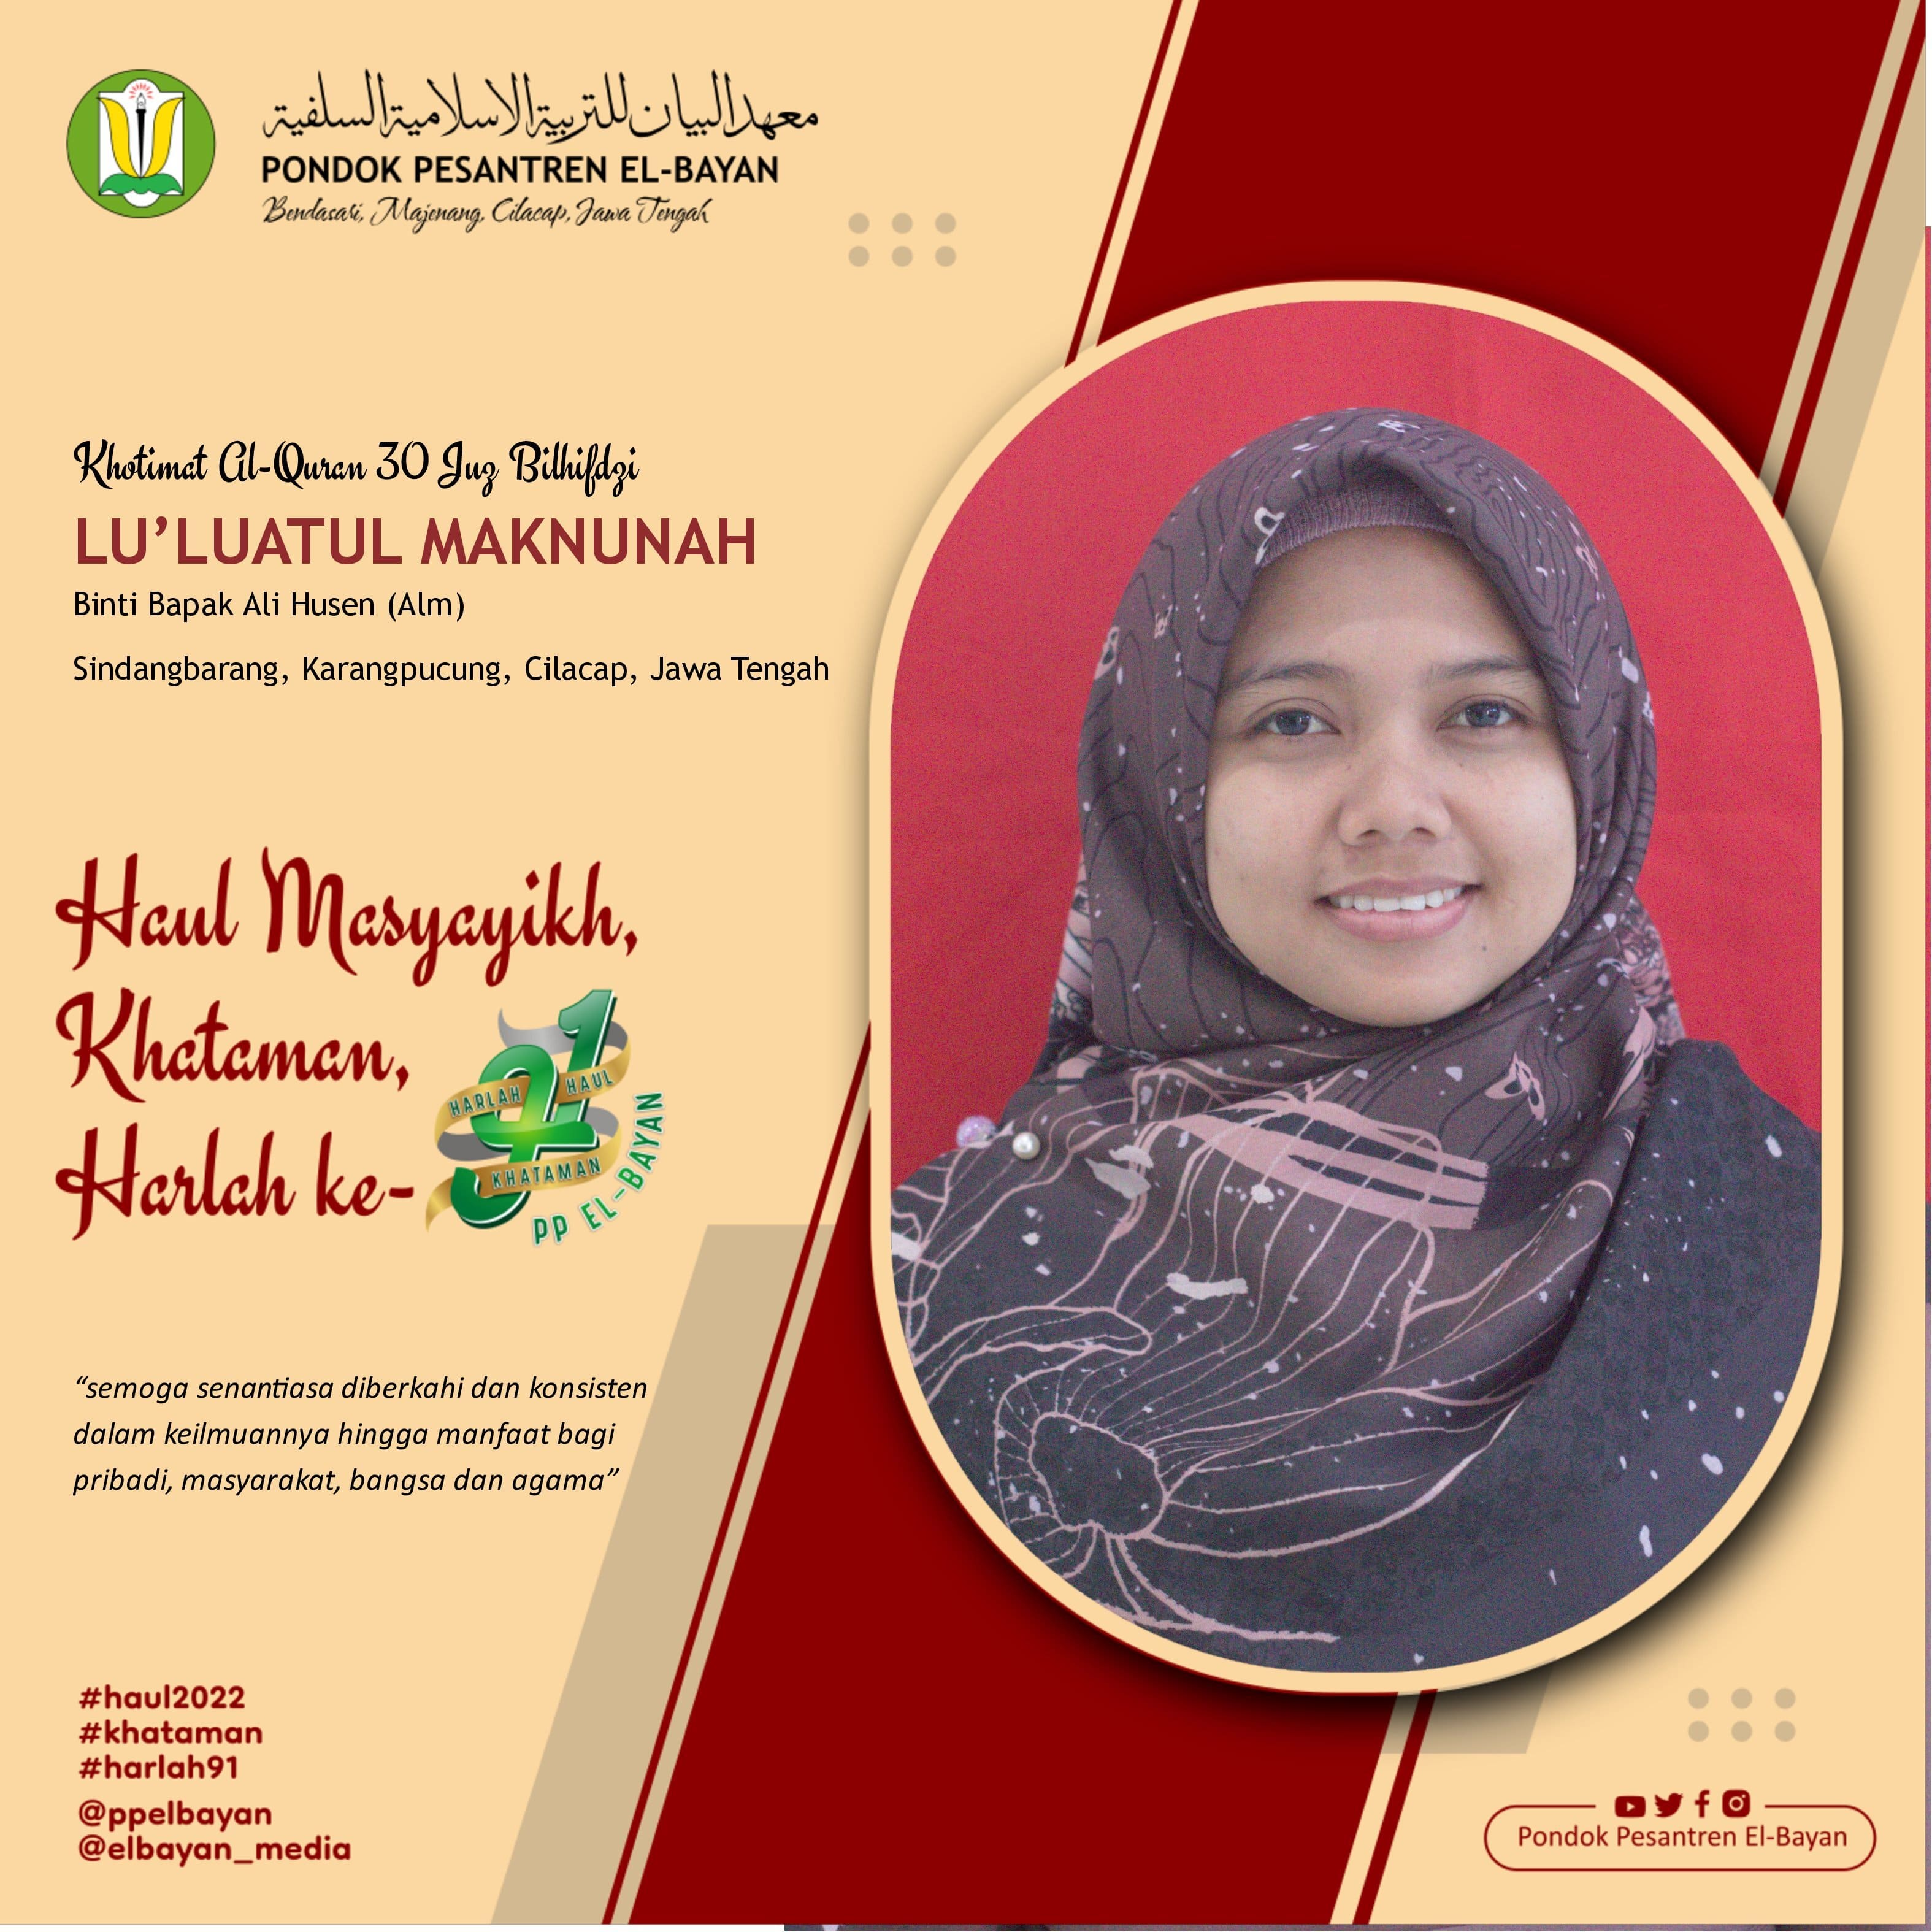 معهد البيان للتربية الاسلامية السلفية
PONDOK PESANTREN EL-BAYAN
Bendasari, Majenang, Cilacap, Jawa Tengah
Khotimat Al-Quran 30 Juz Bilhifdzi
LU’LUATUL MAKNUNAH
Binti Bapak Ali Husen (Alm)
Sindangbarang, Karangpucung, Cilacap, Jawa Tengah
Haul Masyayikh,
Khataman,
Harlah ke-
91
HARLAH HAUL
KHATAMAN
PP EL-BAYAN
“semoga senantiasa diberkahi dan konsisten
dalam keilmuannya hingga manfaat bagi
pribadi, masyarakat, bangsa dan agama”
#haul2022
#khataman
#harlah91
@ppelbayan
@elbayan_media
Pondok Pesantren El-Bayan